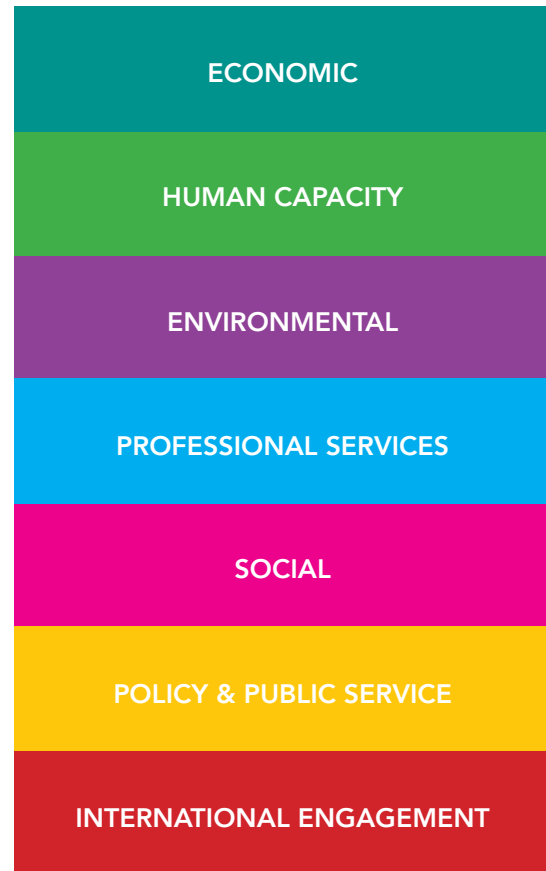 ECONOMIC
HUMAN CAPACITY
ENVIRONMENTAL
PROFESSIONAL SERVICES
SOCIAL
POLICY & PUBLIC SERVICE
INTERNATIONAL ENGAGEMENT